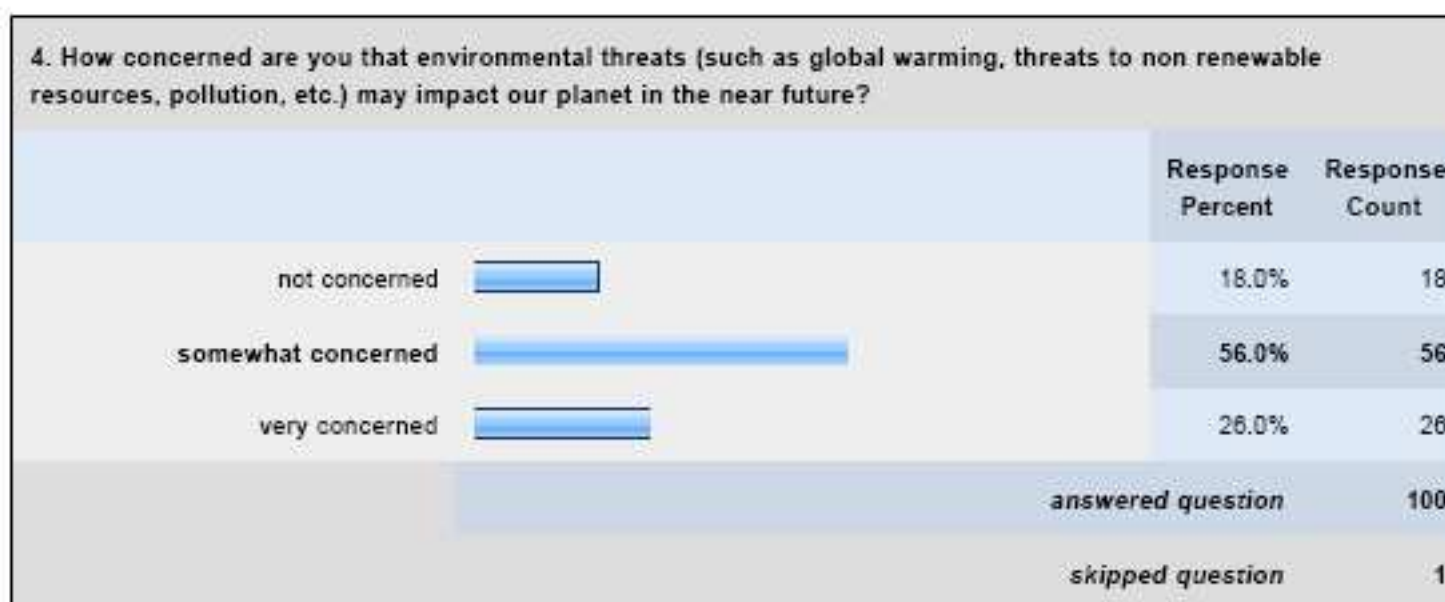 4. How concerned are you that environmental threats (such as global warming, threats to non renewable
resources, pollution, etc.) may impact our planet in the near future?
Response Percent Response Count
not concerned 18.0% 18
somewhat concerned 56.0% 56
very concerned 26.0% 26
answered question 100
skipped question 1